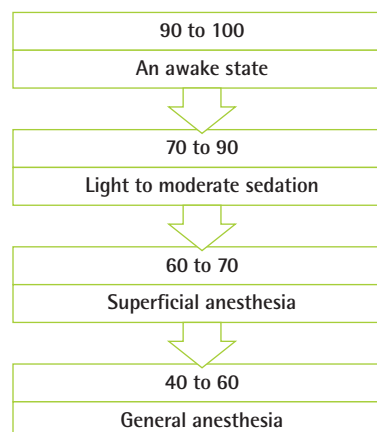 90 to 100
An awake state
70 to 90
Light to moderate sedation
60 to 70
Superficial anesthesia
40 to 60
General anesthesia